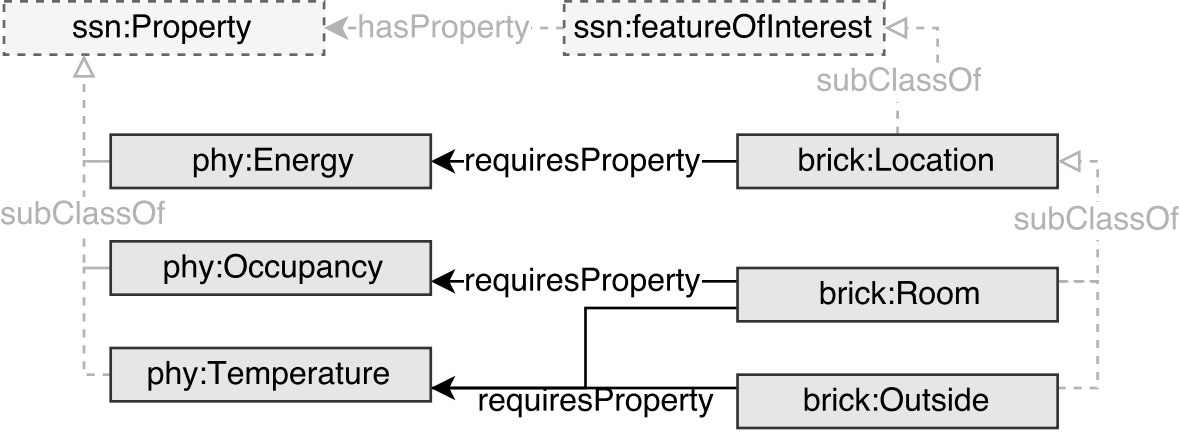 ssn:Property
hasProperty
ssn:featureOfInterest
subClassOf
phy:Energy
requiresProperty
brick:Location
subClassOf
subClassOf
phy:Occupancy
requiresProperty
brick:Room
phy:Temperature
requiresProperty
brick:Outside